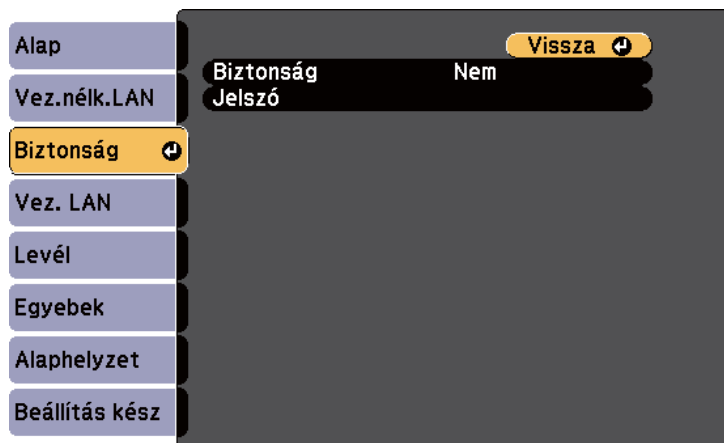 Alap
Vez.nélk.LAN
Biztonság
Vez. LAN
Levél
Egyebek
Alaphelyzet
Beállítás kész
Vissza
Biztonság Nem
Jelszó